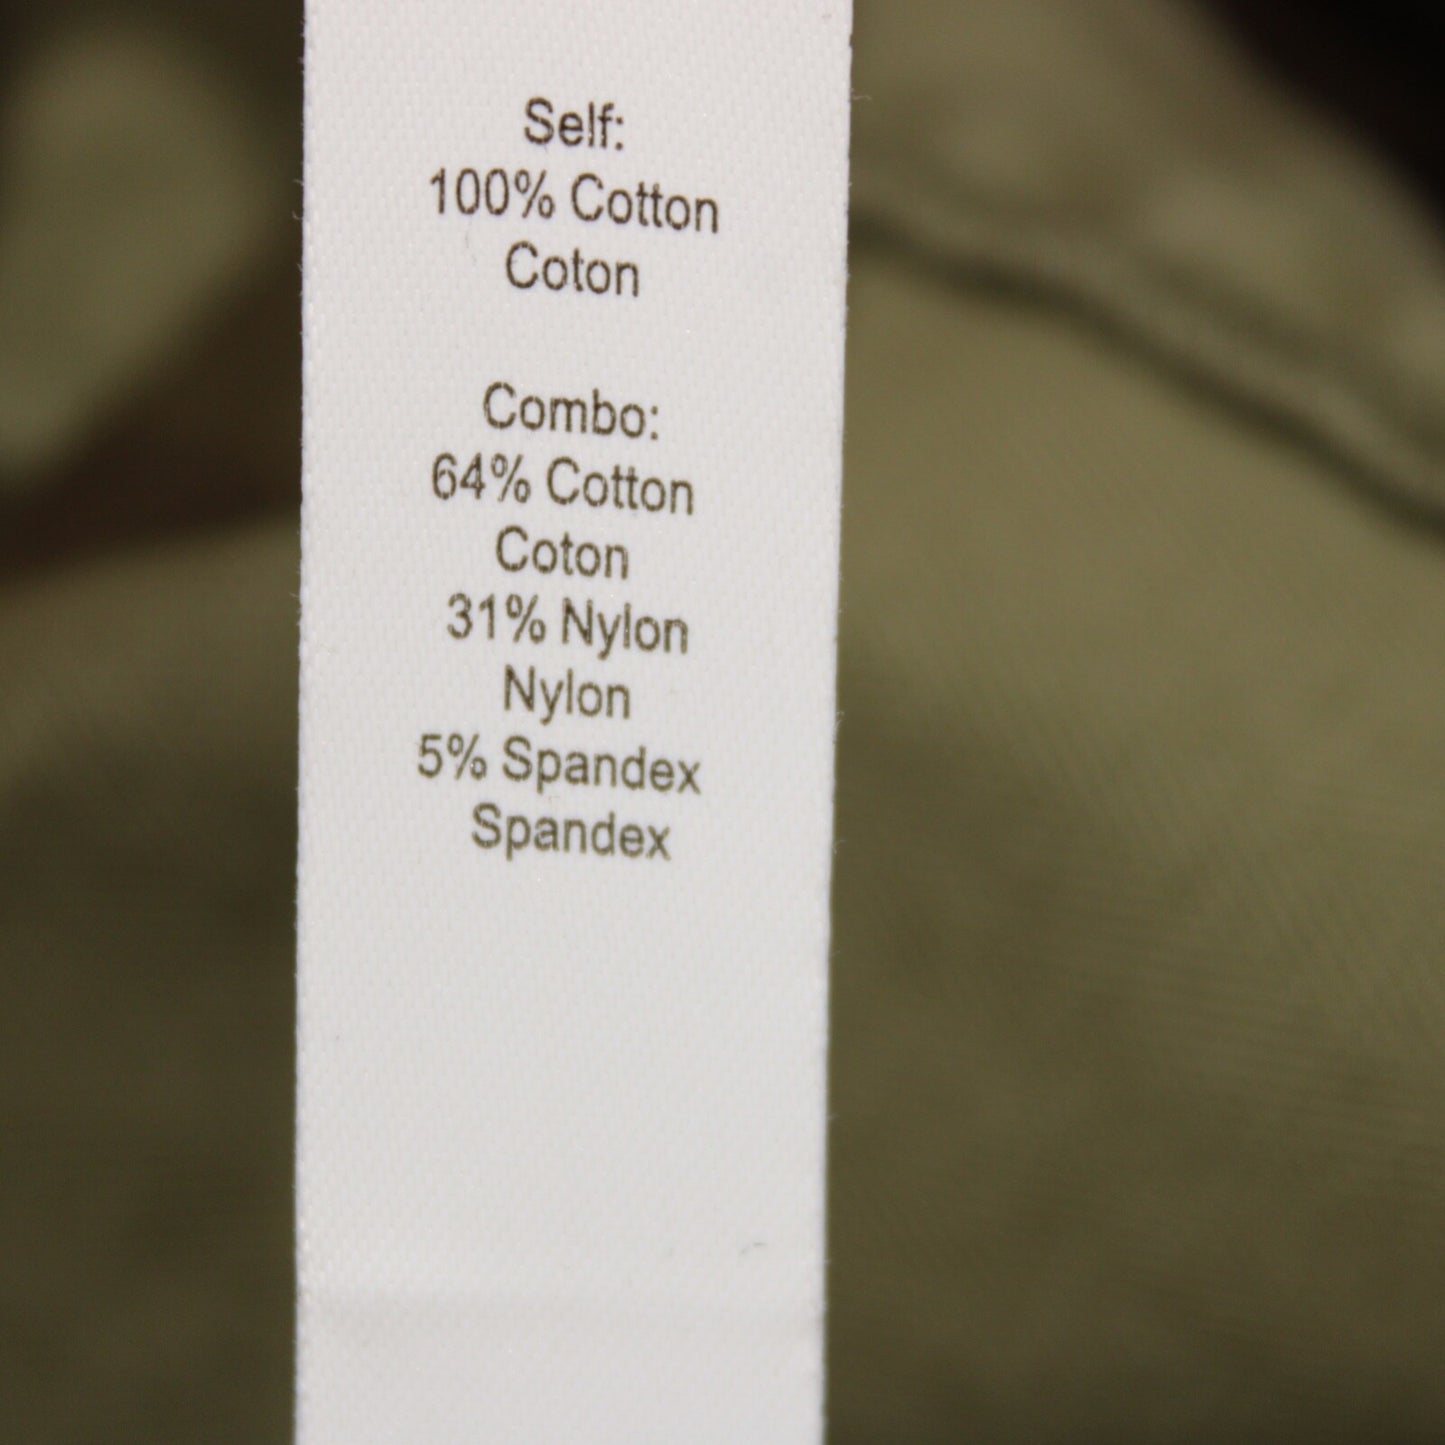 Self:
100% Cotton
Coton
Combo:
64% Cotton
Coton
31% Nylon
Nylon
5% Spandex
Spandex